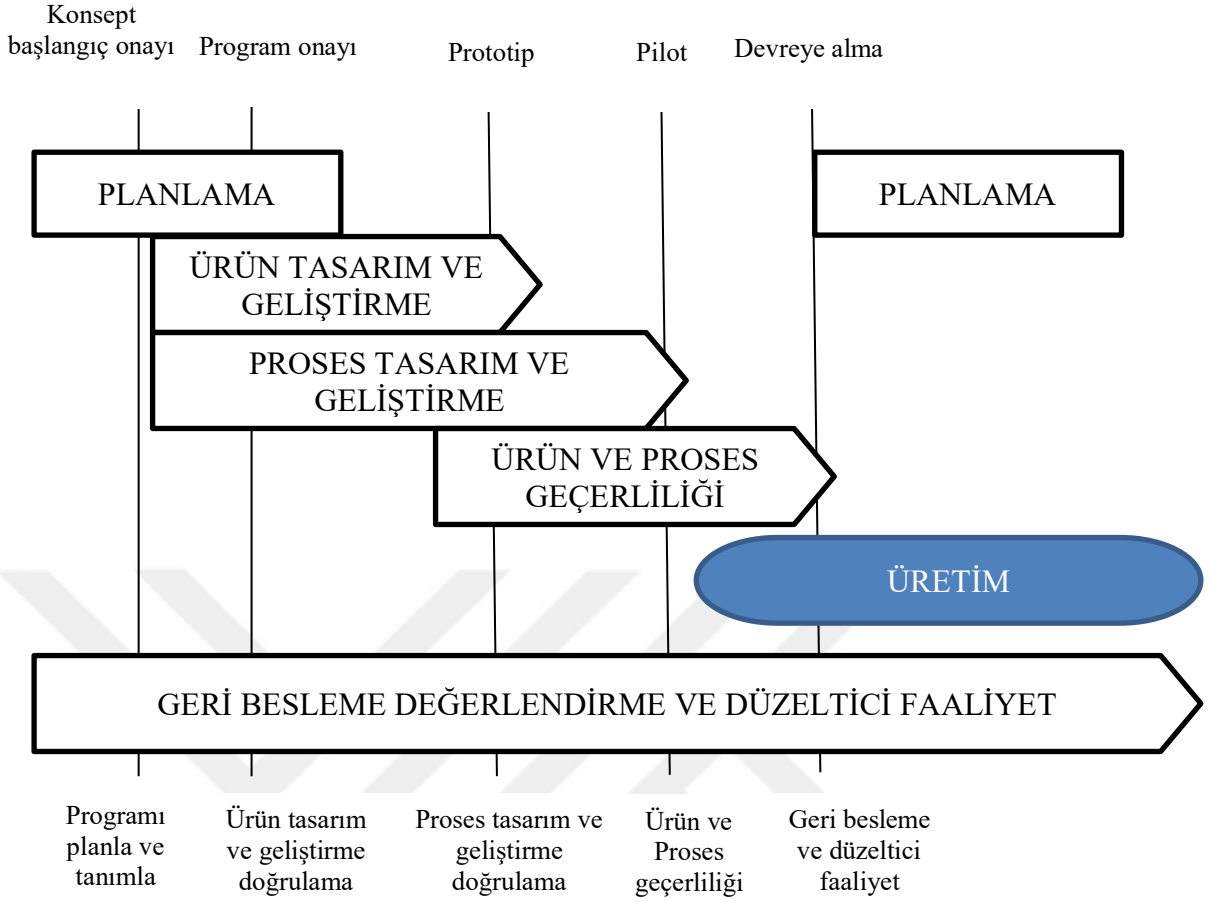 Konsept
başlangıç onayı
Program onayı
Prototip
Pilot
Devreye alma
PLANLAMA
PLANLAMA
ÜRÜN TASARIM VE
GELİŞTİRME
PROSES TASARIM VE
GELİŞTİRME
ÜRÜN VE PROSES
GEÇERLİLİĞİ
ÜRETİM
GERİ BESLEME DEĞERLENDİRME VE DÜZELTİCİ FAALİYET
Programı
planla ve
tanımla
Ürün tasarım
ve geliştirme
doğrulama
Proses tasarım ve
geliştirme
doğrulama
Ürün ve
Proses
geçerliliği
Geri besleme
ve düzeltici
faaliyet